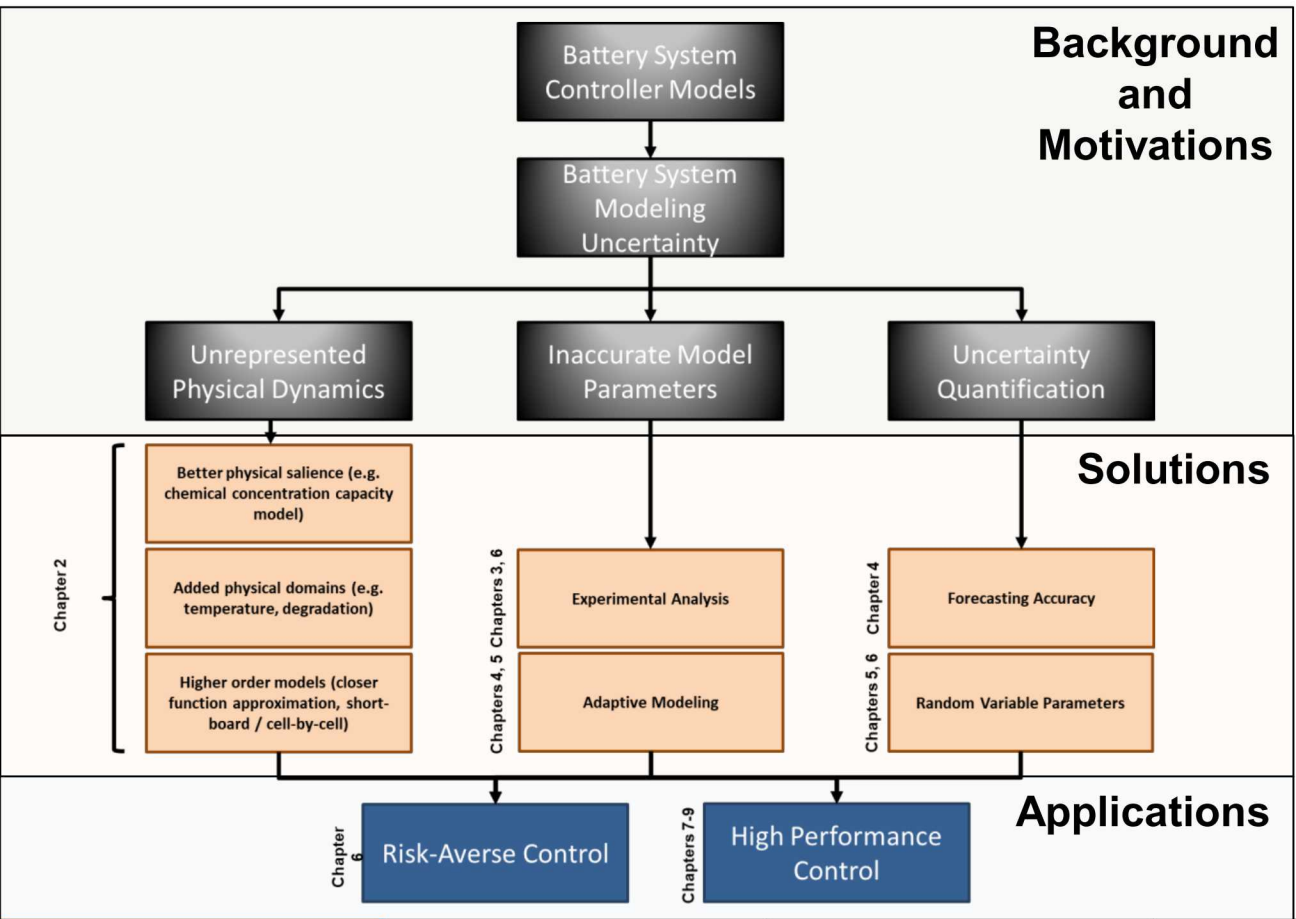 Background
and
Motivations
Battery System
Controller Models
Battery System
Modeling
Uncertainty
Unrepresented
Physical Dynamics
Inaccurate Model
Parameters
Uncertainty
Quantification
Solutions
Chapter 2
Better physical salience (e.g.
chemical concentration capacity
model)
Added physical domains (e.g.
temperature, degradation)
Higher order models (closer
function approximation, short-
board / cell-by-cell)
Chapters 3, 6
Experimental Analysis
Chapters 4, 5
Adaptive Modeling
Chapter 4
Forecasting Accuracy
Chapters 5, 6
Random Variable Parameters
Applications
Chapter
6
Risk-Averse Control
Chapters 7-9
High Performance
Control